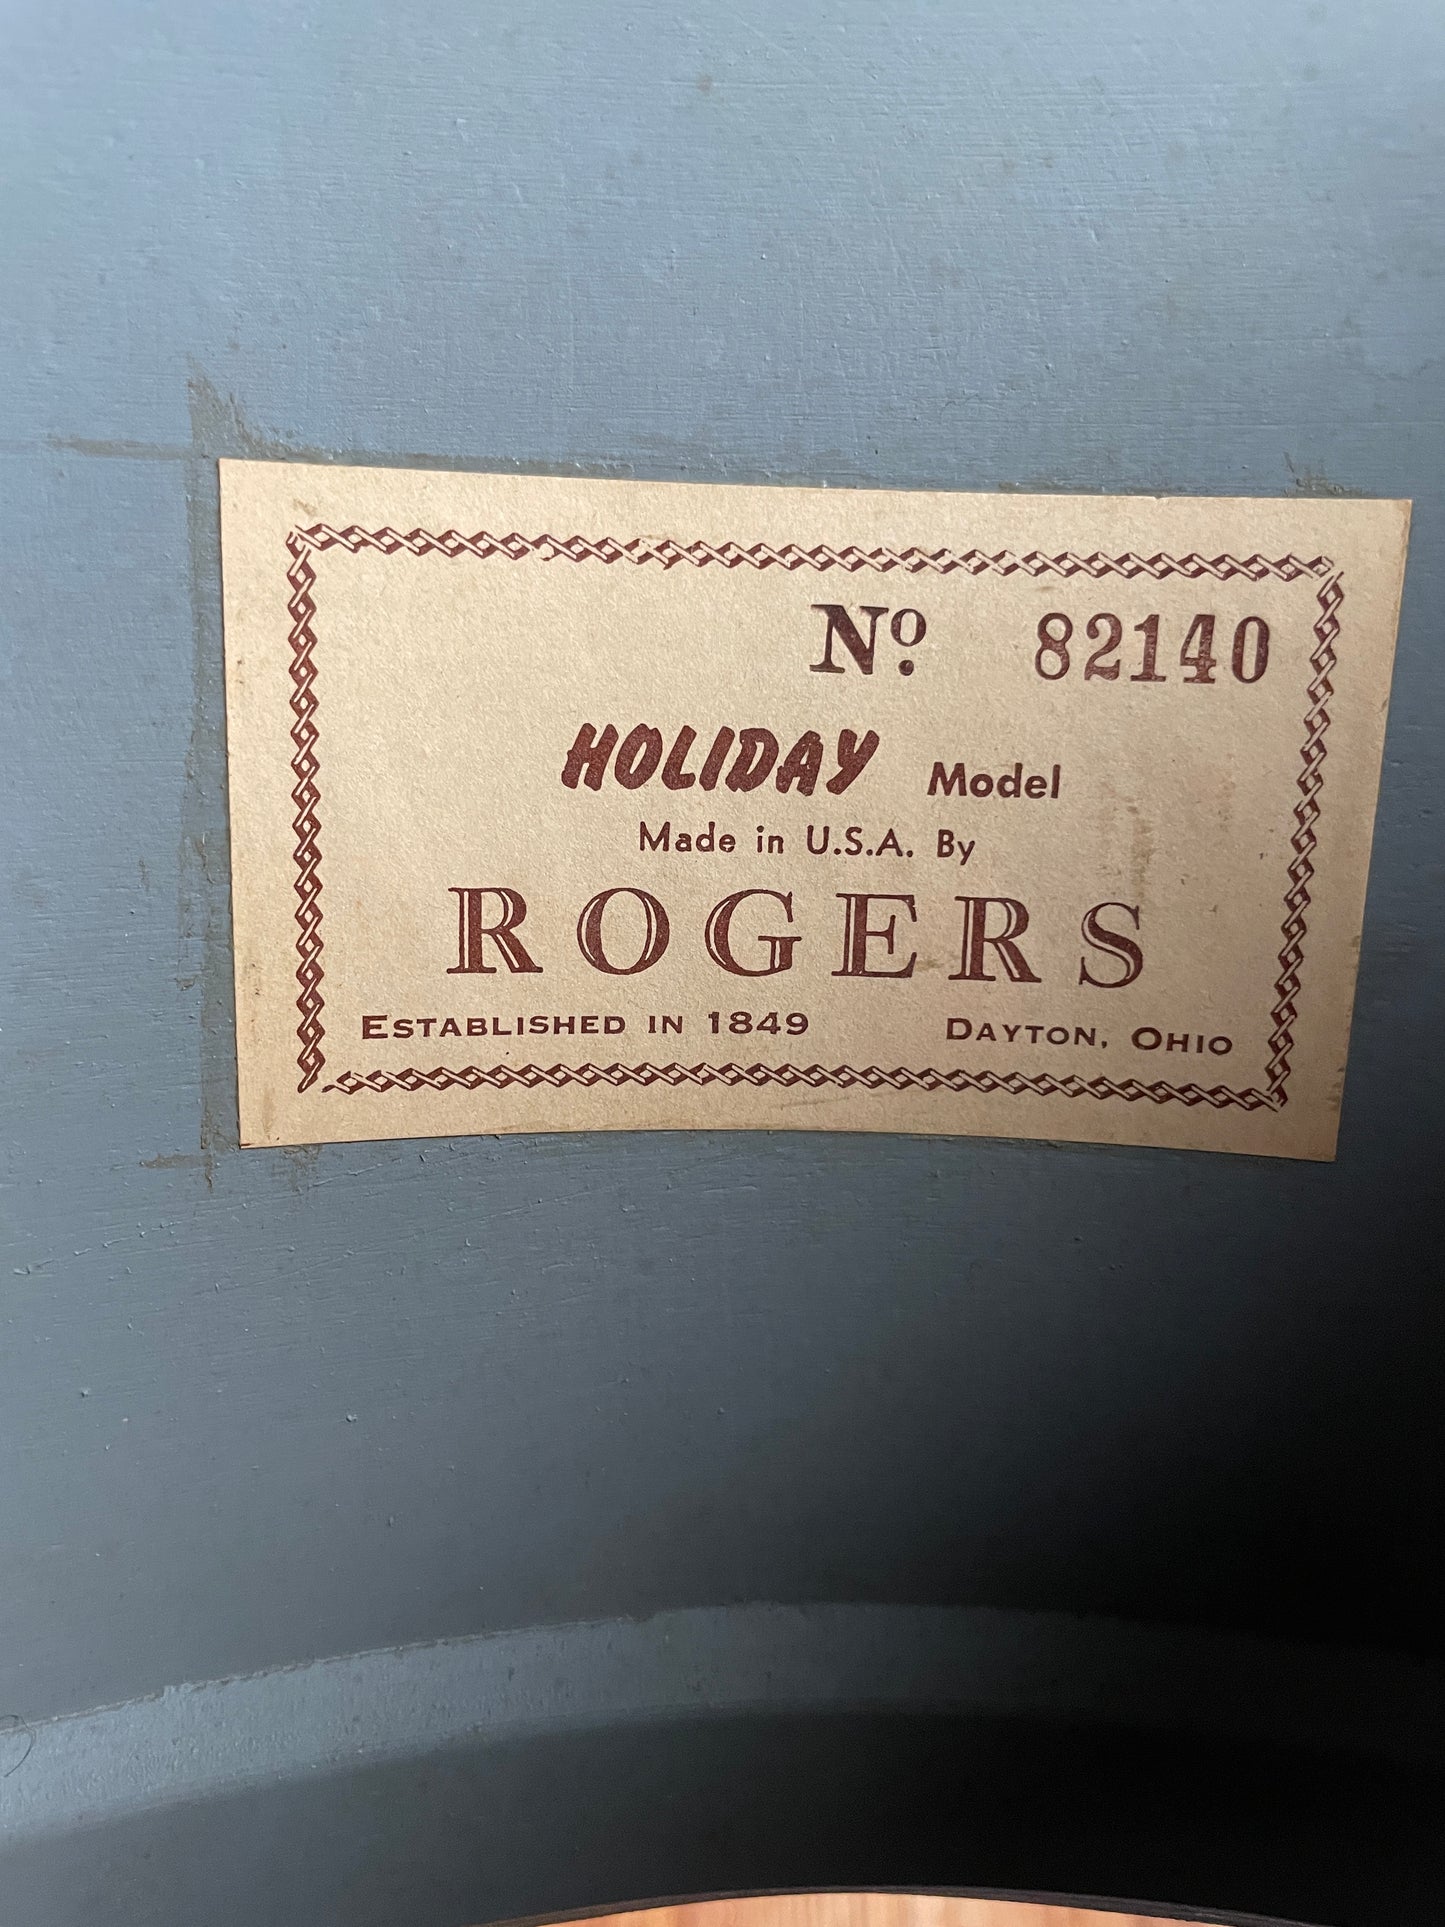 Nº. 82140
HOLIDAY Model
Made in U.S.A. By
ROGERS
ESTABLISHED IN 1849 DAYTON, OHIO